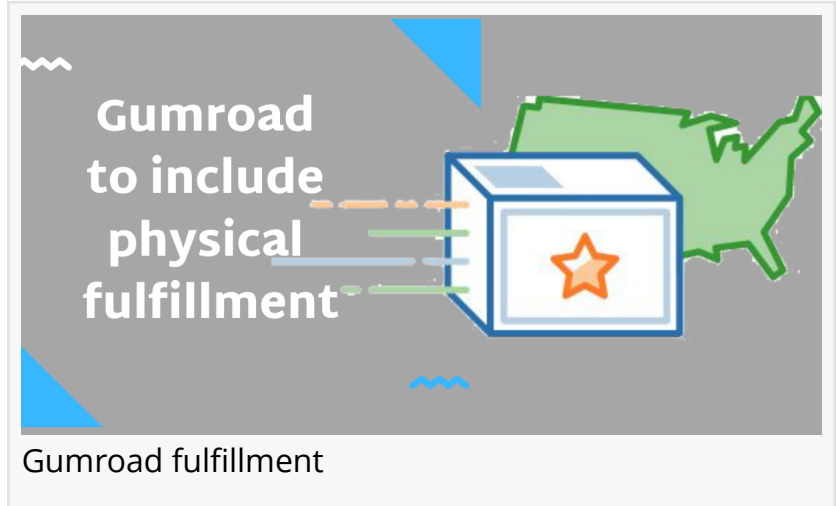 Gumroad
to include
physical
fulfillment
Gumroad fulfillment